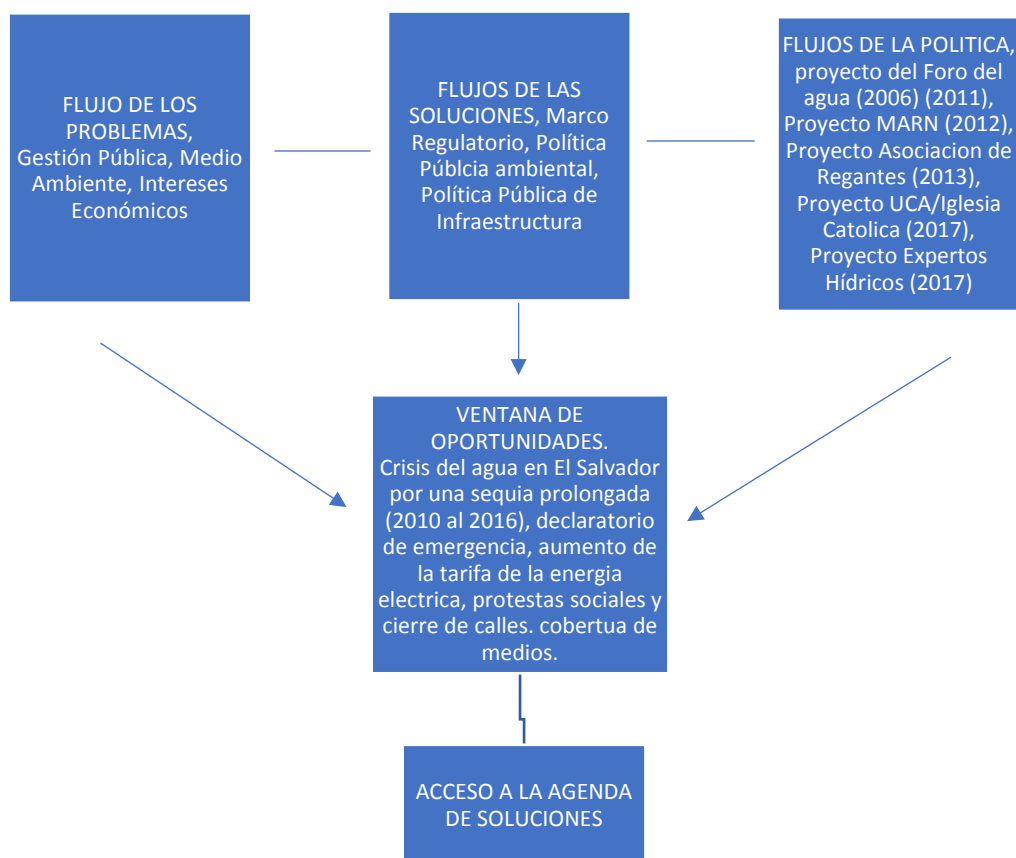 FLUJO DE LOS
PROBLEMAS,
Gestión Pública, Medio
Ambiente, Intereses
Económicos
FLUJOS DE LAS
SOLUCIONES, Marco
Regulatorio, Política
Públcia ambiental,
Política Pública de
Infraestructura
FLUJOS DE LA POLITICA,
proyecto del Foro del
agua (2006) (2011),
Proyecto MARN (2012),
Proyecto Asociacion de
Regantes (2013),
Proyecto UCA/Iglesia
Catolica (2017),
Proyecto Expertos
Hídricos (2017)
VENTANA DE
OPORTUNIDADES.
Crisis del agua en El Salvador
por una sequia prolongada
(2010 al 2016), declaratorio
de emergencia, aumento de
la tarifa de la energia
electrica, protestas sociales y
cierre de calles. cobertua de
medios.
ACCESO A LA AGENDA
DE SOLUCIONES